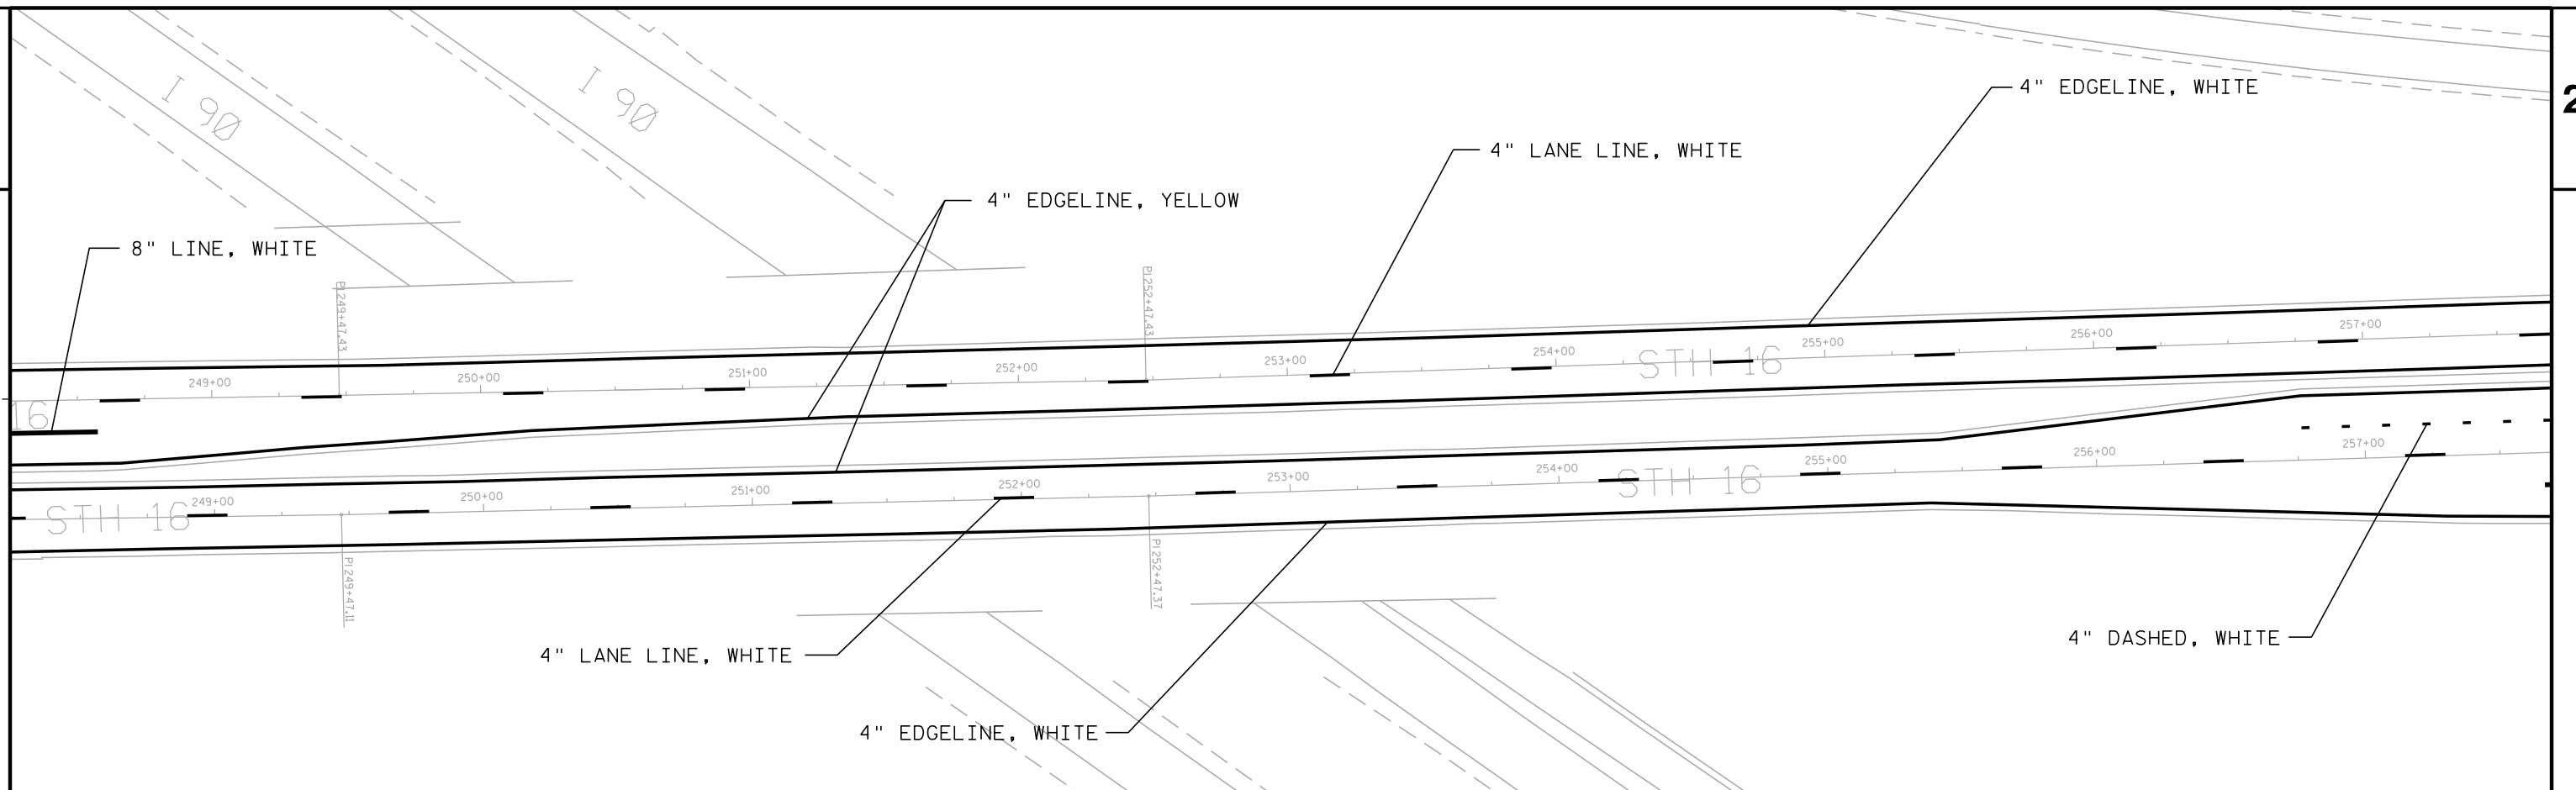 2
I 90
I 90
4" EDGELINE, WHITE
4" LANE LINE, WHITE
4" EDGELINE, YELLOW
8" LINE, WHITE
PI 249+47.43
PI 252+47.43
249+00
250+00
251+00
252+00
253+00
254+00
STH 16
255+00
256+00
257+00
16
STH 16
249+00
250+00
251+00
252+00
253+00
254+00
STH 16
255+00
256+00
257+00
PI 249+47.11
PI 252+47.37
4" LANE LINE, WHITE
4" DASHED, WHITE
4" EDGELINE, WHITE